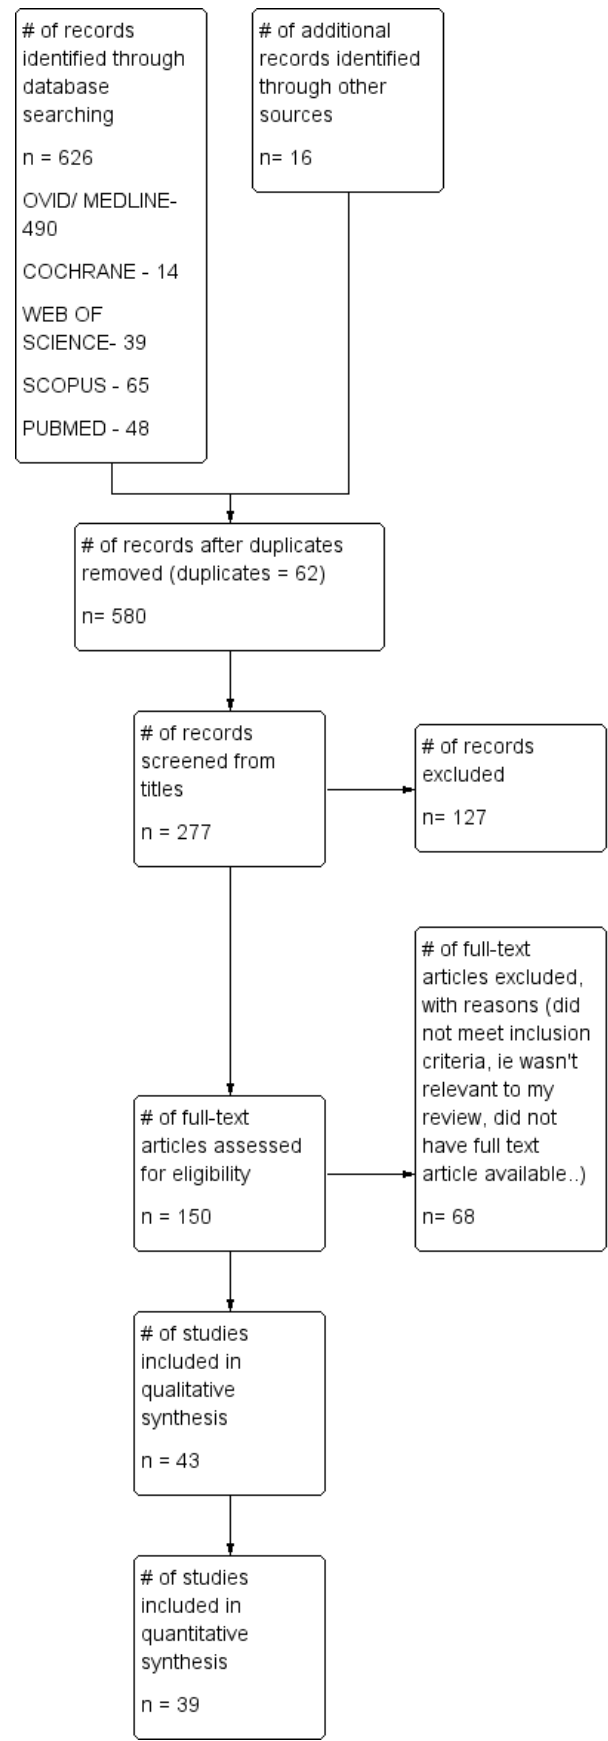 # of records
identified through
database
searching
n = 626
OVID/ MEDLINE-
490
COCHRANE - 14
WEB OF
SCIENCE- 39
SCOPUS - 65
PUBMED - 48
# of additional
records identified
through other
sources
n= 16
# of records after duplicates
removed (duplicates = 62)
n= 580
# of records
screened from
titles
n = 277
# of records
excluded
n= 127
# of full-text
articles excluded,
with reasons (did
not meet inclusion
criteria, ie wasn't
relevant to my
review, did not
have full text
article available..)
n= 68
# of full-text
articles assessed
for eligibility
n = 150
# of studies
included in
qualitative
synthesis
n = 43
# of studies
included in
quantitative
synthesis
n = 39